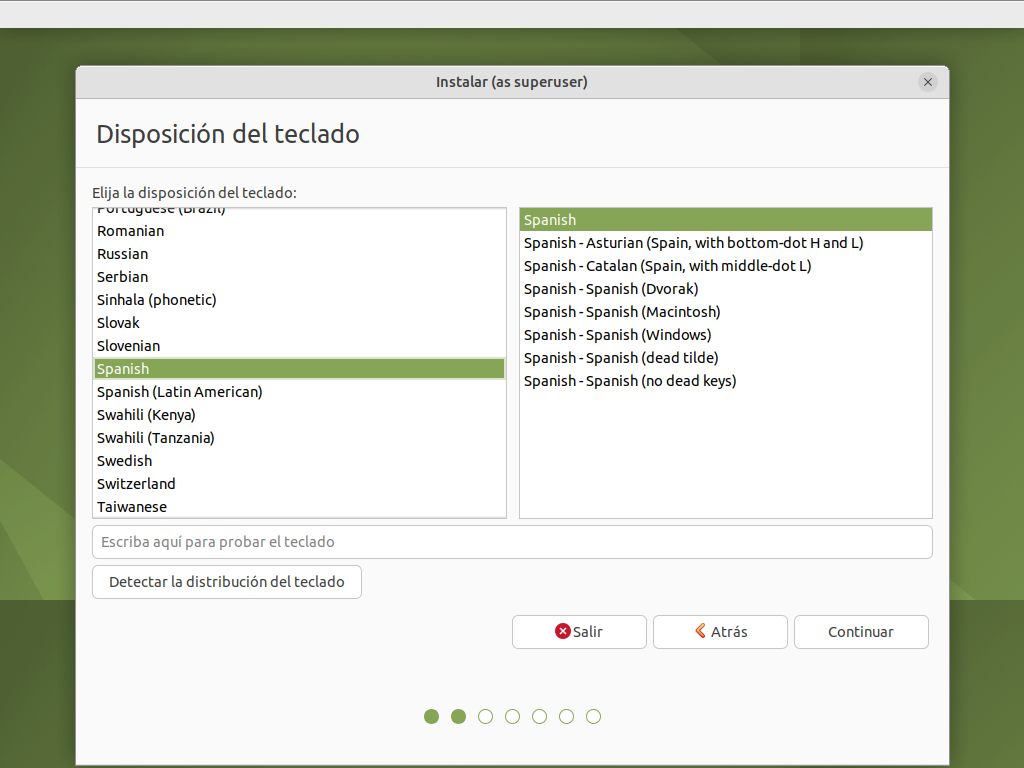 Instalar (as superuser)
Disposición del teclado
Elija la disposición del teclado:
Portuguese (Brazil)
Romanian
Russian
Serbian
Sinhala (phonetic)
Slovak
Slovenian
Spanish
Spanish (Latin American)
Swahili (Kenya)
Swahili (Tanzania)
Swedish
Switzerland
Taiwanese
Spanish
Spanish - Asturian (Spain, with bottom-dot H and L)
Spanish - Catalan (Spain, with middle-dot L)
Spanish - Spanish (Dvorak)
Spanish - Spanish (Macintosh)
Spanish - Spanish (Windows)
Spanish - Spanish (dead tilde)
Spanish - Spanish (no dead keys)
Escriba aquí para probar el teclado
Detectar la distribución del teclado
Salir
Atrás
Continuar